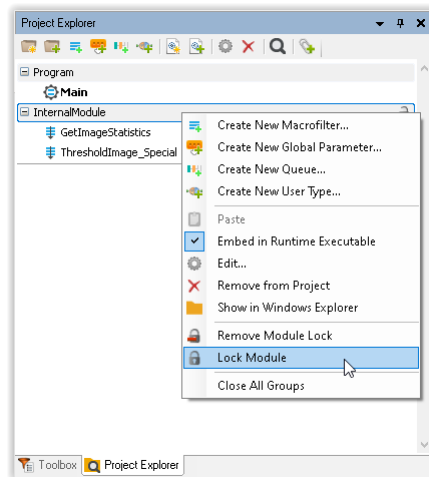 Project Explorer
Program
Main
InternalModule
GetImageStatistics
ThresholdImage_Special
Create New Macrofilter...
Create New Global Parameter...
Create New Queue...
Create New User Type...
Paste
Embed in Runtime Executable
Edit...
Remove from Project
Show in Windows Explorer
Remove Module Lock
Lock Module
Close All Groups
Toolbox
Project Explorer